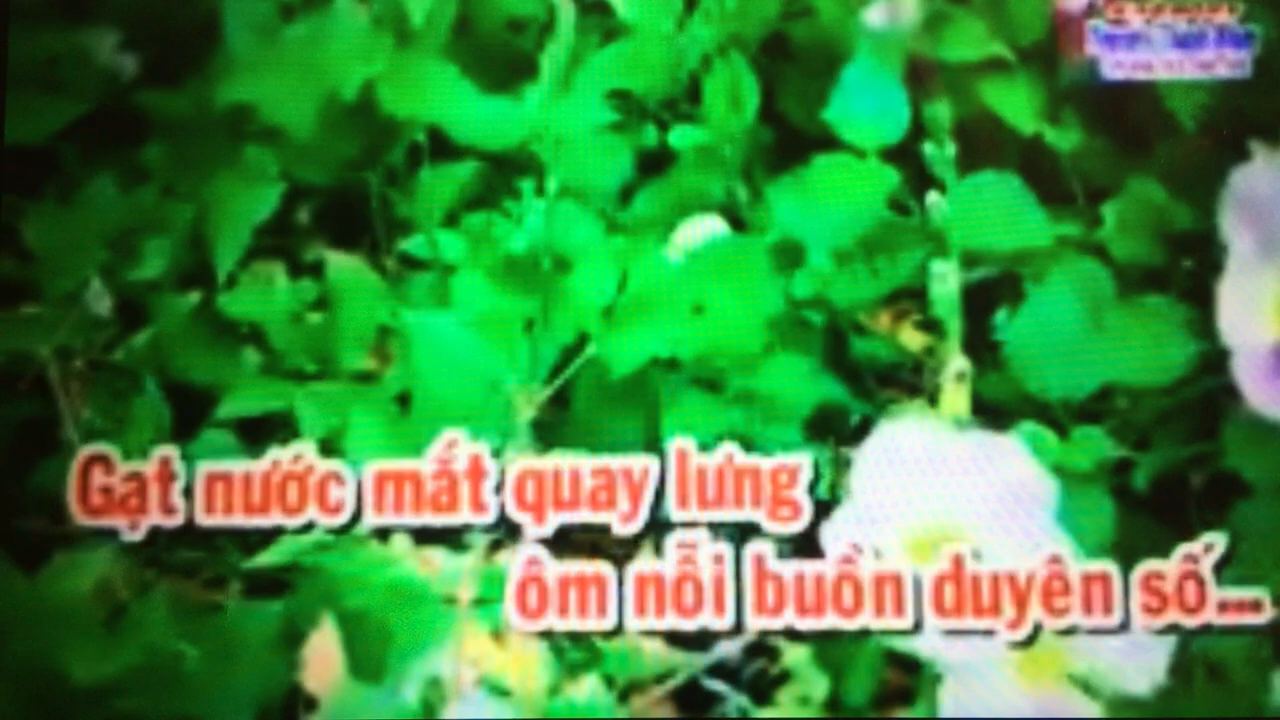 Gạt nước mắt quay lưng
ôm nỗi buồn duyên số...